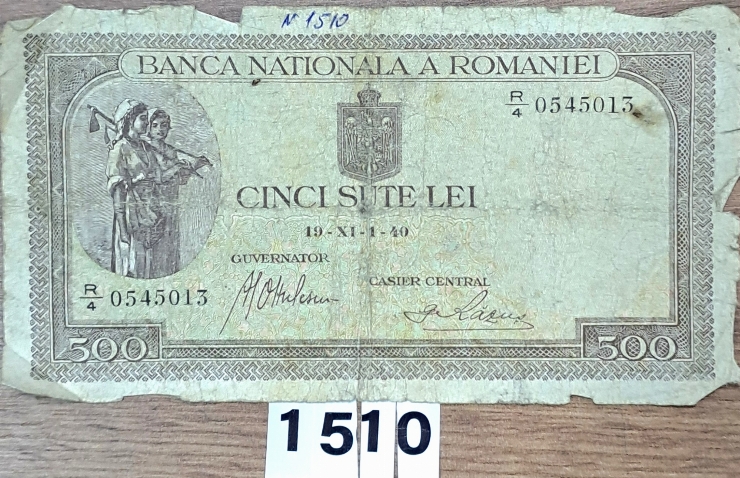 N 1510
BANCA NATIONALA A ROMANIEI
R/4 0545013
CINCI SUTE LEI
19-XI-1-40
GUVERNATOR
CASIER CENTRAL
R/4 0545013
500 500
1510